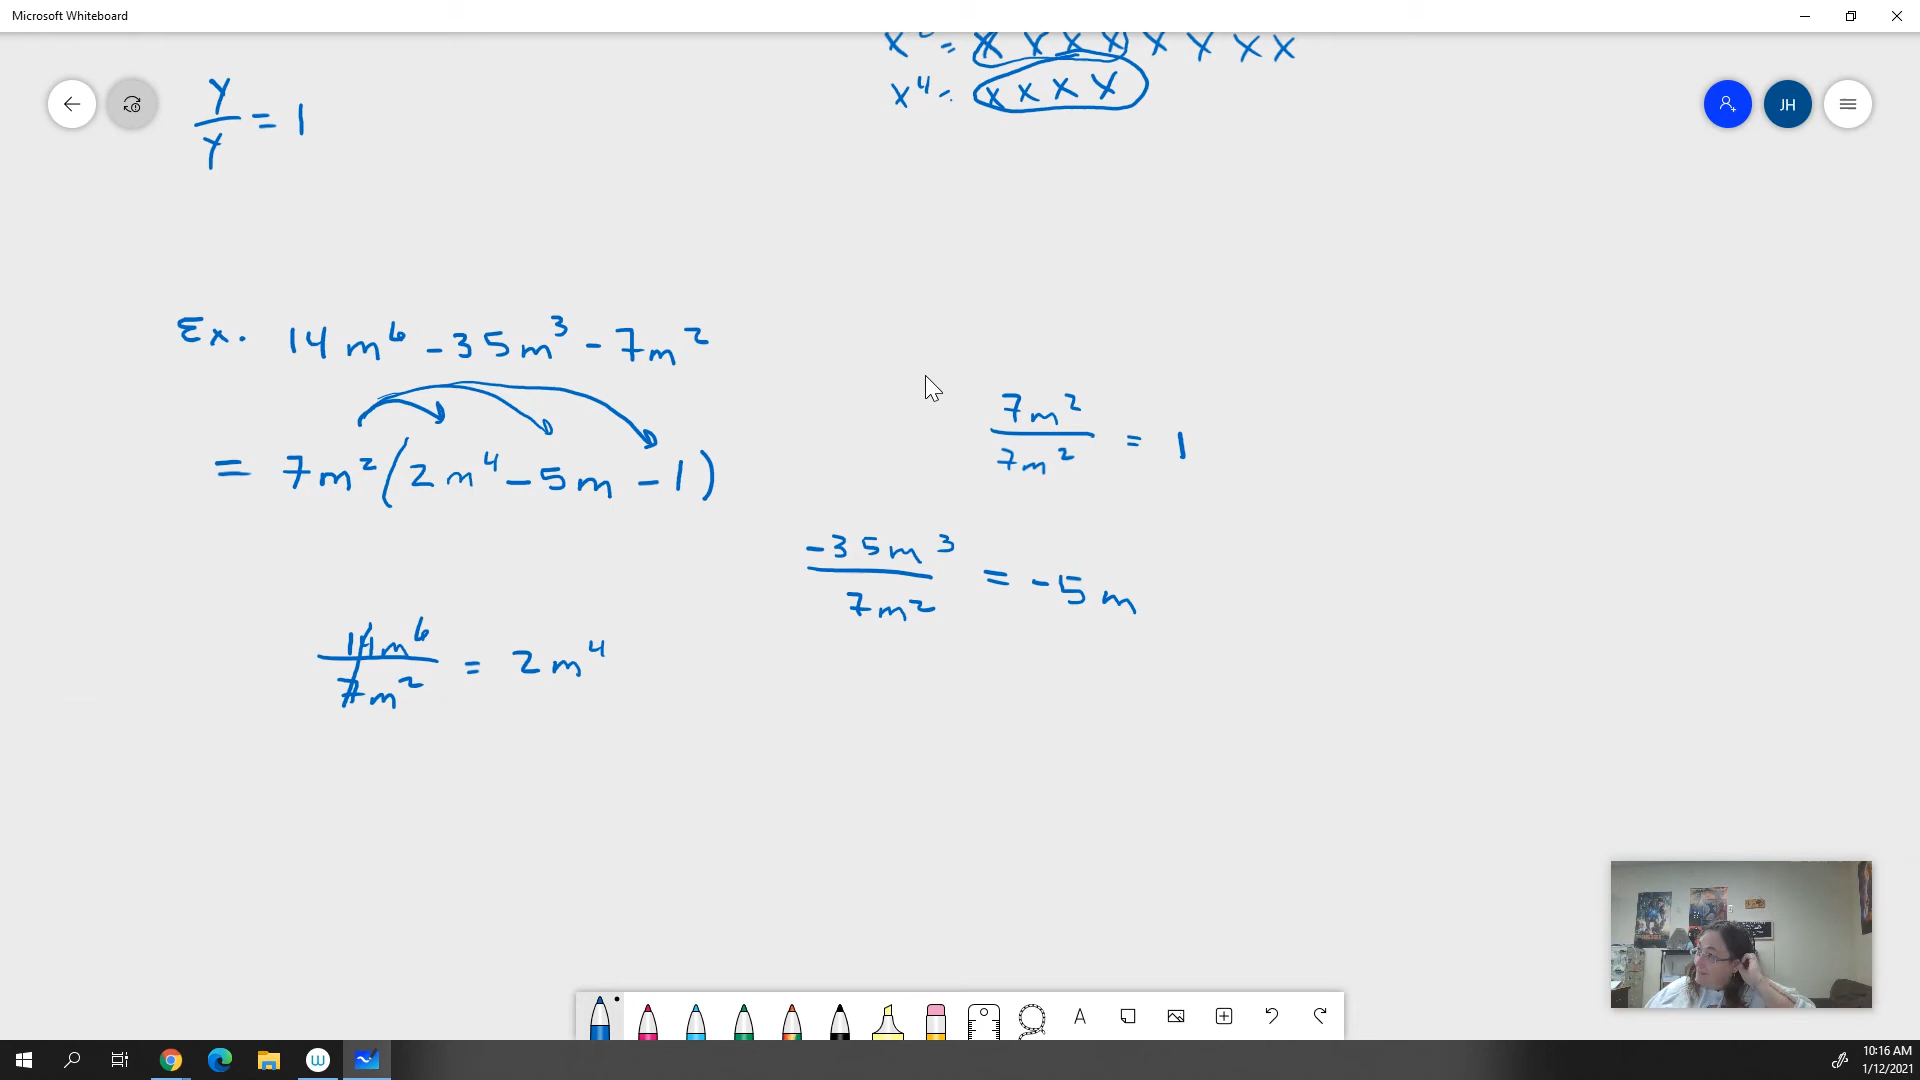 Microsoft Whiteboard
= x x x x x x x x
x⁴ = x x x x
y/y = 1
JH
Ex. 14m⁶ - 35m³ - 7m²
= 7m²(2m⁴ - 5m - 1)
7m²/7m² = 1
-35m³/7m² = -5m
14m⁶/7m² = 2m⁴
A
10:16 AM
1/12/2021